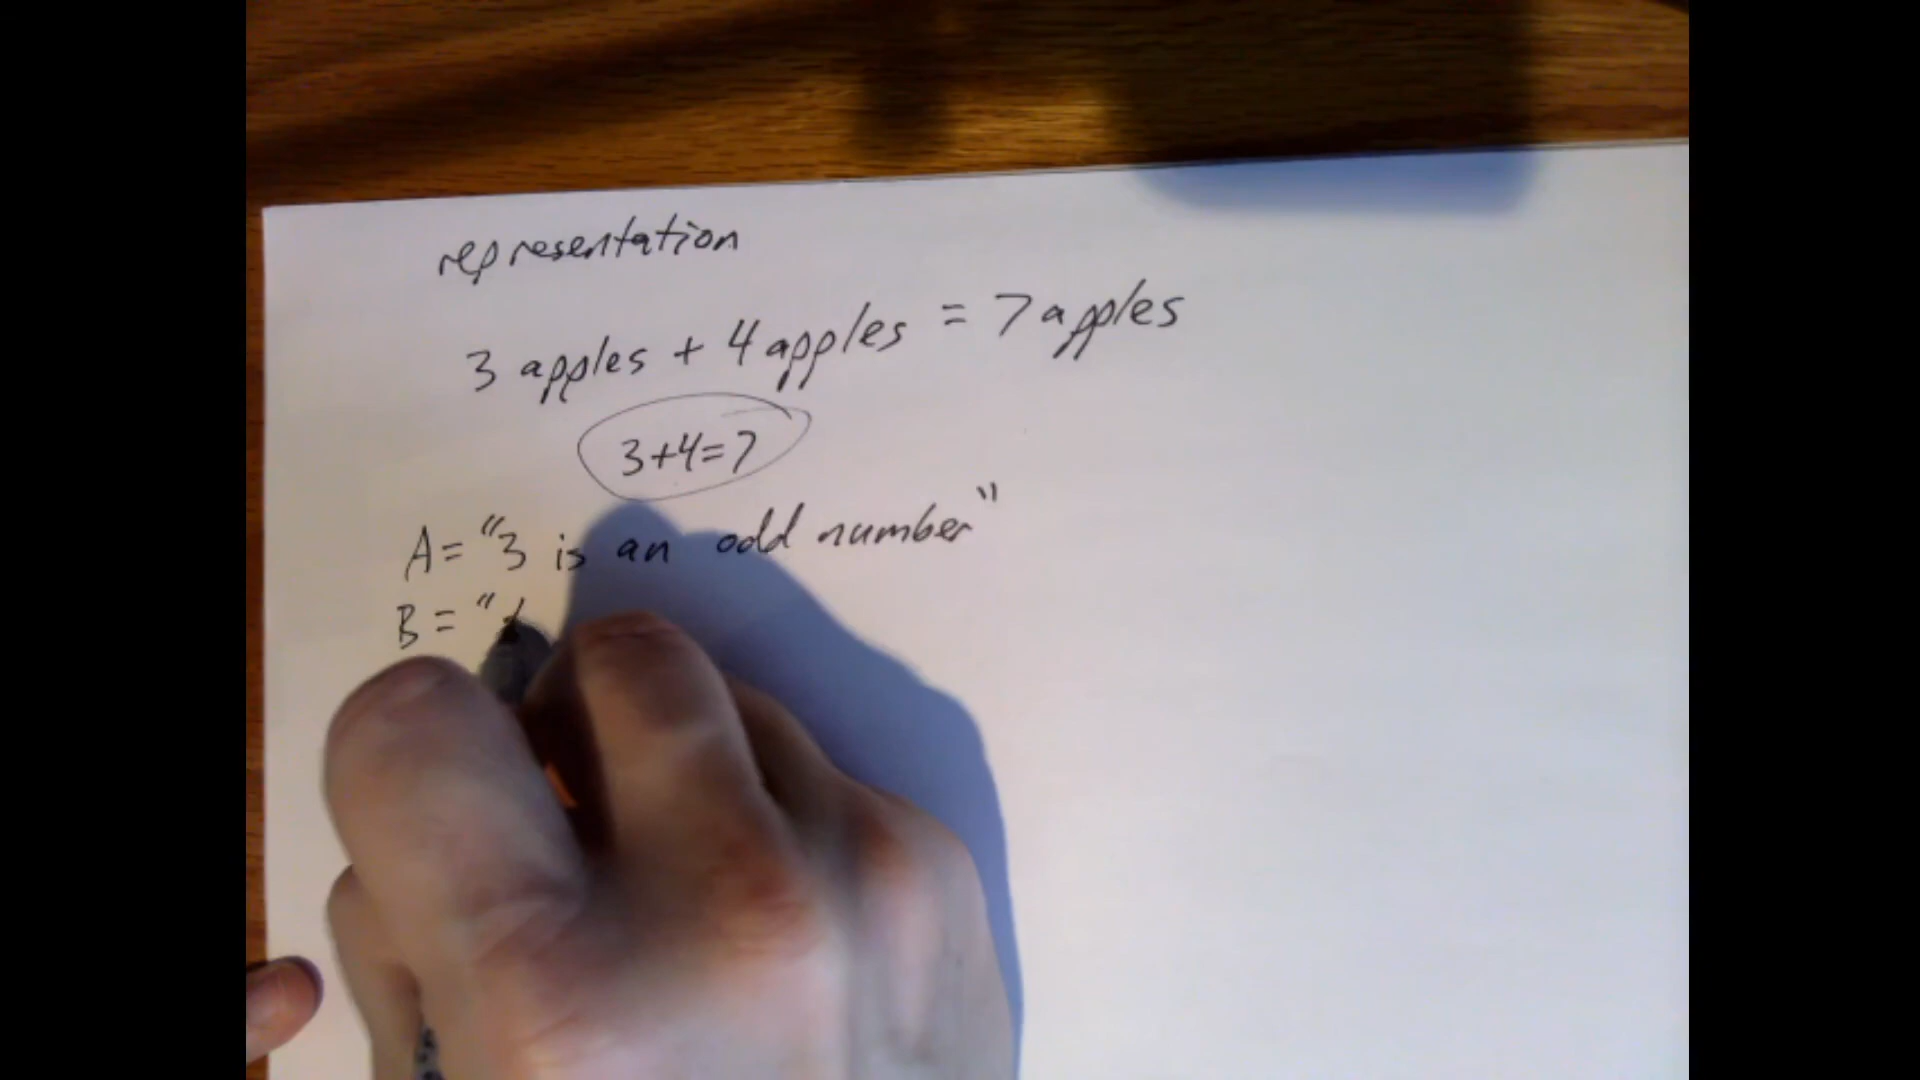 representation
3 apples + 4 apples = 7 apples
3+4=7
A = "3 is an odd number"
B = "